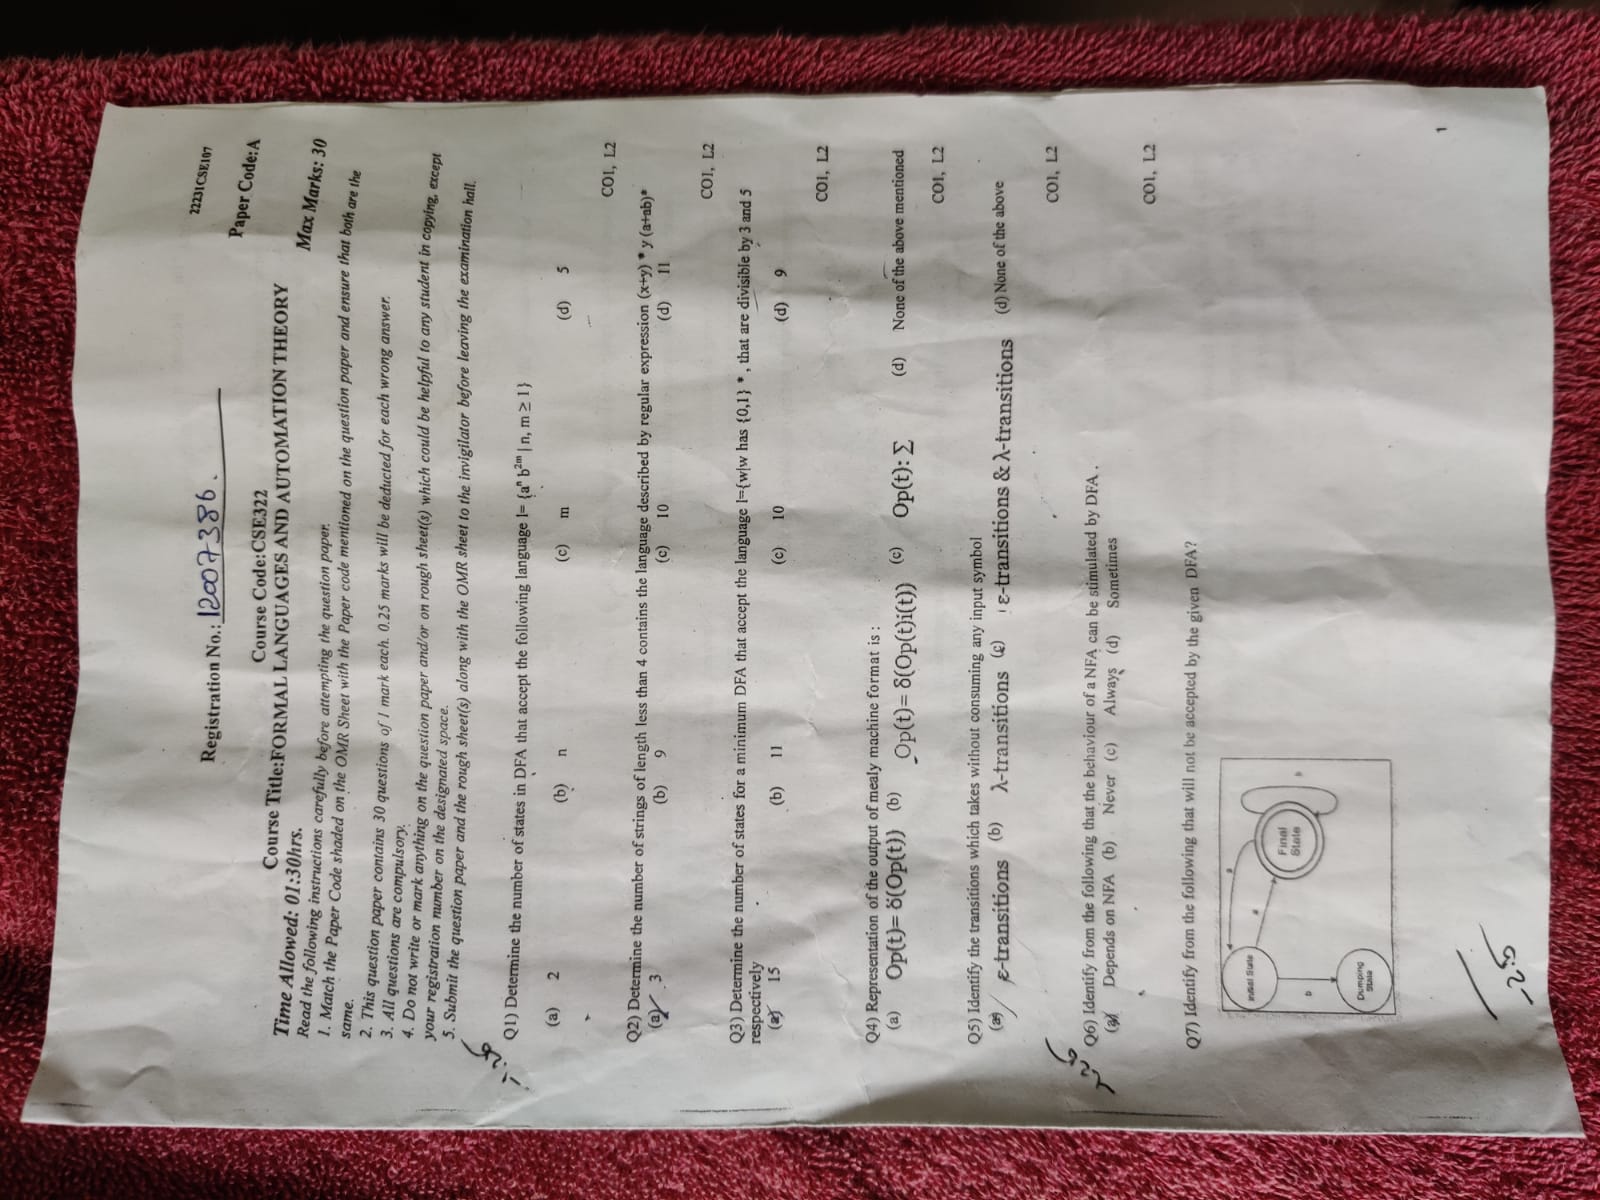 22231CSE107
Registration No.: 12007386.
Paper Code:A
Course Code:CSE322
Course Title:FORMAL LANGUAGES AND AUTOMATION THEORY
Time Allowed: 01:30hrs.
Max Marks: 30
Read the following instructions carefully before attempting the question paper.
1. Match the Paper Code shaded on the OMR Sheet with the Paper code mentioned on the question paper and ensure that both are the
same.
2. This question paper contains 30 questions of 1 mark each. 0.25 marks will be deducted for each wrong answer.
3. All questions are compulsory.
4. Do not write or mark anything on the question paper and/or on rough sheet(s) which could be helpful to any student in copying, except
your registration number on the designated space.
5. Submit the question paper and the rough sheet(s) along with the OMR sheet to the invigilator before leaving the examination hall.
Q1) Determine the number of states in DFA that accept the following language l= {aⁿ b²ᵐ | n, m ≥ 1}
(a) 2 (b) n (c) m (d) 5
CO1, L2
Q2) Determine the number of strings of length less than 4 contains the language described by regular expression (x+y) * y (a+ab)*
(a) 3 (b) 9 (c) 10 (d) 11
CO1, L2
Q3) Determine the number of states for a minimum DFA that accept the language l={w|w has {0,1} * , that are divisible by 3 and 5
respectively
(a) 15 (b) 11 (c) 10 (d) 9
CO1, L2
Q4) Representation of the output of mealy machine format is :
(a) Op(t)= δ(Op(t)) (b) Op(t)= δ(Op(t)i(t)) (c) Op(t): Σ (d) None of the above mentioned
CO1, L2
Q5) Identify the transitions which takes without consuming any input symbol
(a) ε-transitions (b) λ-transitions (c) ε-transitions & λ-transitions (d) None of the above
CO1, L2
Q6) Identify from the following that the behaviour of a NFA can be stimulated by DFA .
(a) Depends on NFA (b) Never (c) Always (d) Sometimes
CO1, L2
Q7) Identify from the following that will not be accepted by the given DFA?
Initial State
a
a
Final
State
b
b
Dumping
State
1